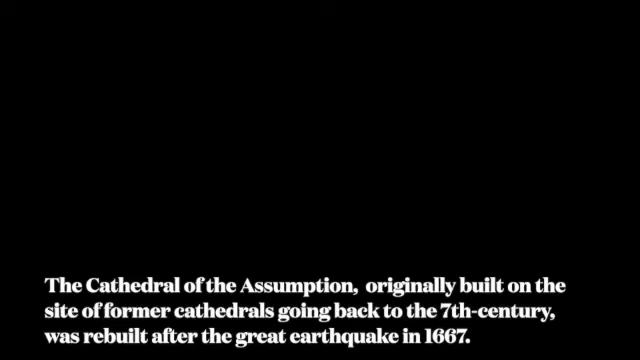 The Cathedral of the Assumption,  originally built on the
site of former cathedrals going back to the 7th-century,
was rebuilt after the great earthquake in 1667.